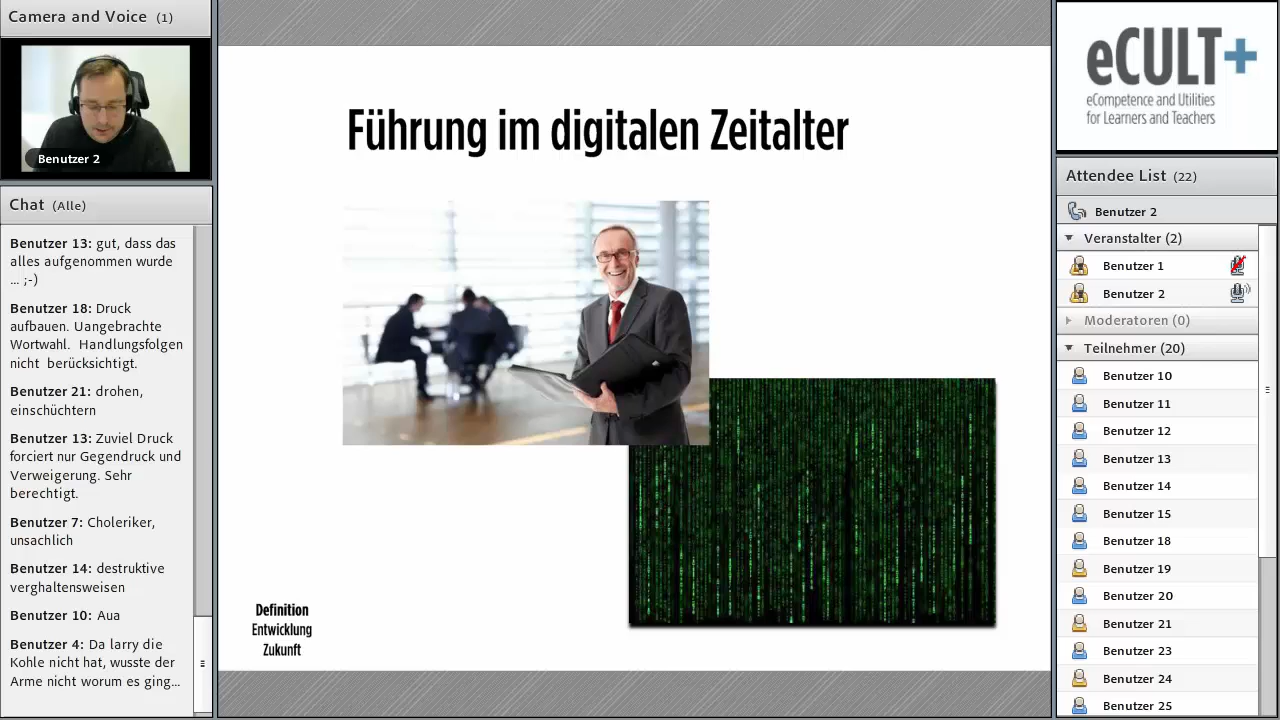 Camera and Voice (1)
Benutzer 2
Chat (Alle)
Benutzer 13: gut, dass das
alles aufgenommen wurde
... ;-)
Benutzer 18: Druck
aufbauen. Uangebrachte
Wortwahl. Handlungsfolgen
nicht berücksichtigt.
Benutzer 21: drohen,
einschüchtern
Benutzer 13: Zuviel Druck
forciert nur Gegendruck und
Verweigerung. Sehr
berechtigt.
Benutzer 7: Choleriker,
unsachlich
Benutzer 14: destruktive
verghaltensweisen
Benutzer 10: Aua
Benutzer 4: Da larry die
Kohle nicht hat, wusste der
Arme nicht worum es ging...
Führung im digitalen Zeitalter
Definition
Entwicklung
Zukunft
eCULT+
eCompetence and Utilities
for Learners and Teachers
Attendee List (22)
Benutzer 2
Veranstalter (2)
Benutzer 1
Benutzer 2
Moderatoren (0)
Teilnehmer (20)
Benutzer 10
Benutzer 11
Benutzer 12
Benutzer 13
Benutzer 14
Benutzer 15
Benutzer 18
Benutzer 19
Benutzer 20
Benutzer 21
Benutzer 23
Benutzer 24
Benutzer 25